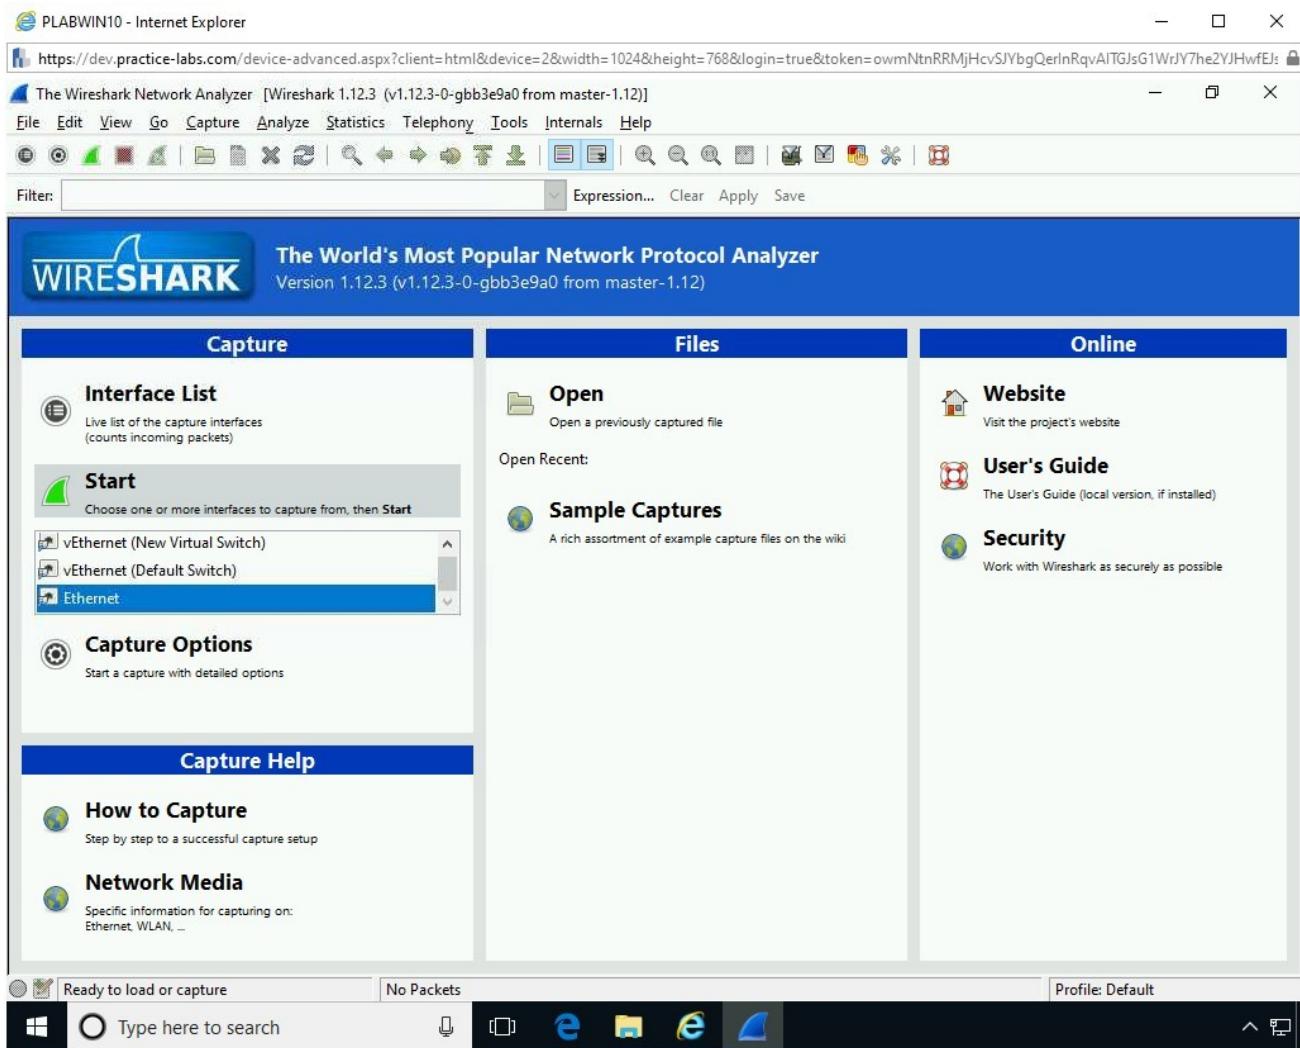 PLABWIN10 - Internet Explorer
https://dev.practice-labs.com/device-advanced.aspx?client=html&device=2&width=1024&height=768&login=true&token=owmNtnRRMjHcvSJYbgQerlnRqvAlTGJsG1WrJY7he2YJHwfEJs
The Wireshark Network Analyzer [Wireshark 1.12.3 (v1.12.3-0-gbb3e9a0 from master-1.12)]
File Edit View Go Capture Analyze Statistics Telephony Tools Internals Help
Filter: Expression... Clear Apply Save
WIRESHARK
The World's Most Popular Network Protocol Analyzer
Version 1.12.3 (v1.12.3-0-gbb3e9a0 from master-1.12)
Capture
Interface List
Live list of the capture interfaces
(counts incoming packets)
Start
Choose one or more interfaces to capture from, then Start
vEthernet (New Virtual Switch)
vEthernet (Default Switch)
Ethernet
Capture Options
Start a capture with detailed options
Capture Help
How to Capture
Step by step to a successful capture setup
Network Media
Specific information for capturing on:
Ethernet, WLAN, ...
Files
Open
Open a previously captured file
Open Recent:
Sample Captures
A rich assortment of example capture files on the wiki
Online
Website
Visit the project's website
User's Guide
The User's Guide (local version, if installed)
Security
Work with Wireshark as securely as possible
Ready to load or capture
No Packets
Profile: Default
Type here to search